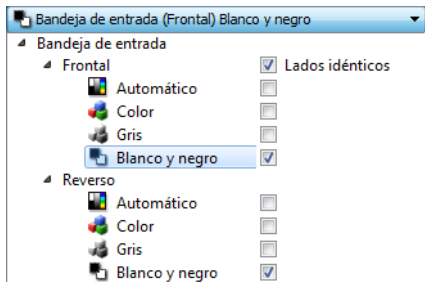 Bandeja de entrada (Frontal) Blanco y negro
Bandeja de entrada
Frontal Lados idénticos
Automático
Color
Gris
Blanco y negro
Reverso
Automático
Color
Gris
Blanco y negro